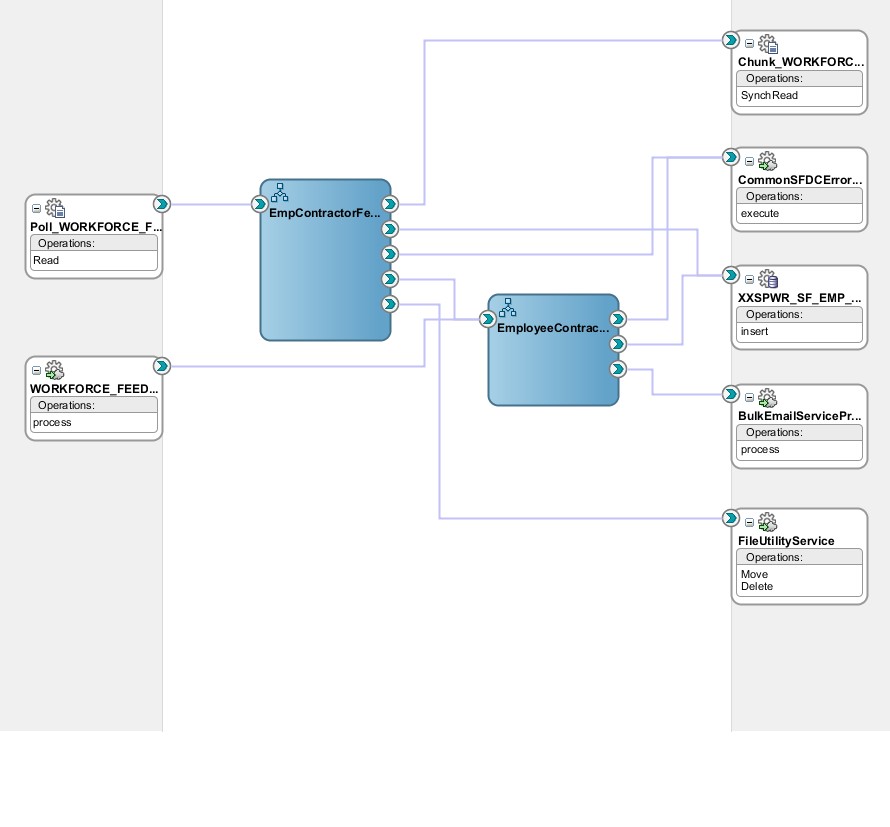 Chunk_WORKFORC...
Operations:
SynchRead
CommonSFDCError...
Operations:
execute
Poll_WORKFORCE_F...
Operations:
Read
EmpContractorFe...
XXSPWR_SF_EMP_...
Operations:
insert
EmployeeContrac...
WORKFORCE_FEED...
Operations:
process
BulkEmailServicePr...
Operations:
process
FileUtilityService
Operations:
Move
Delete